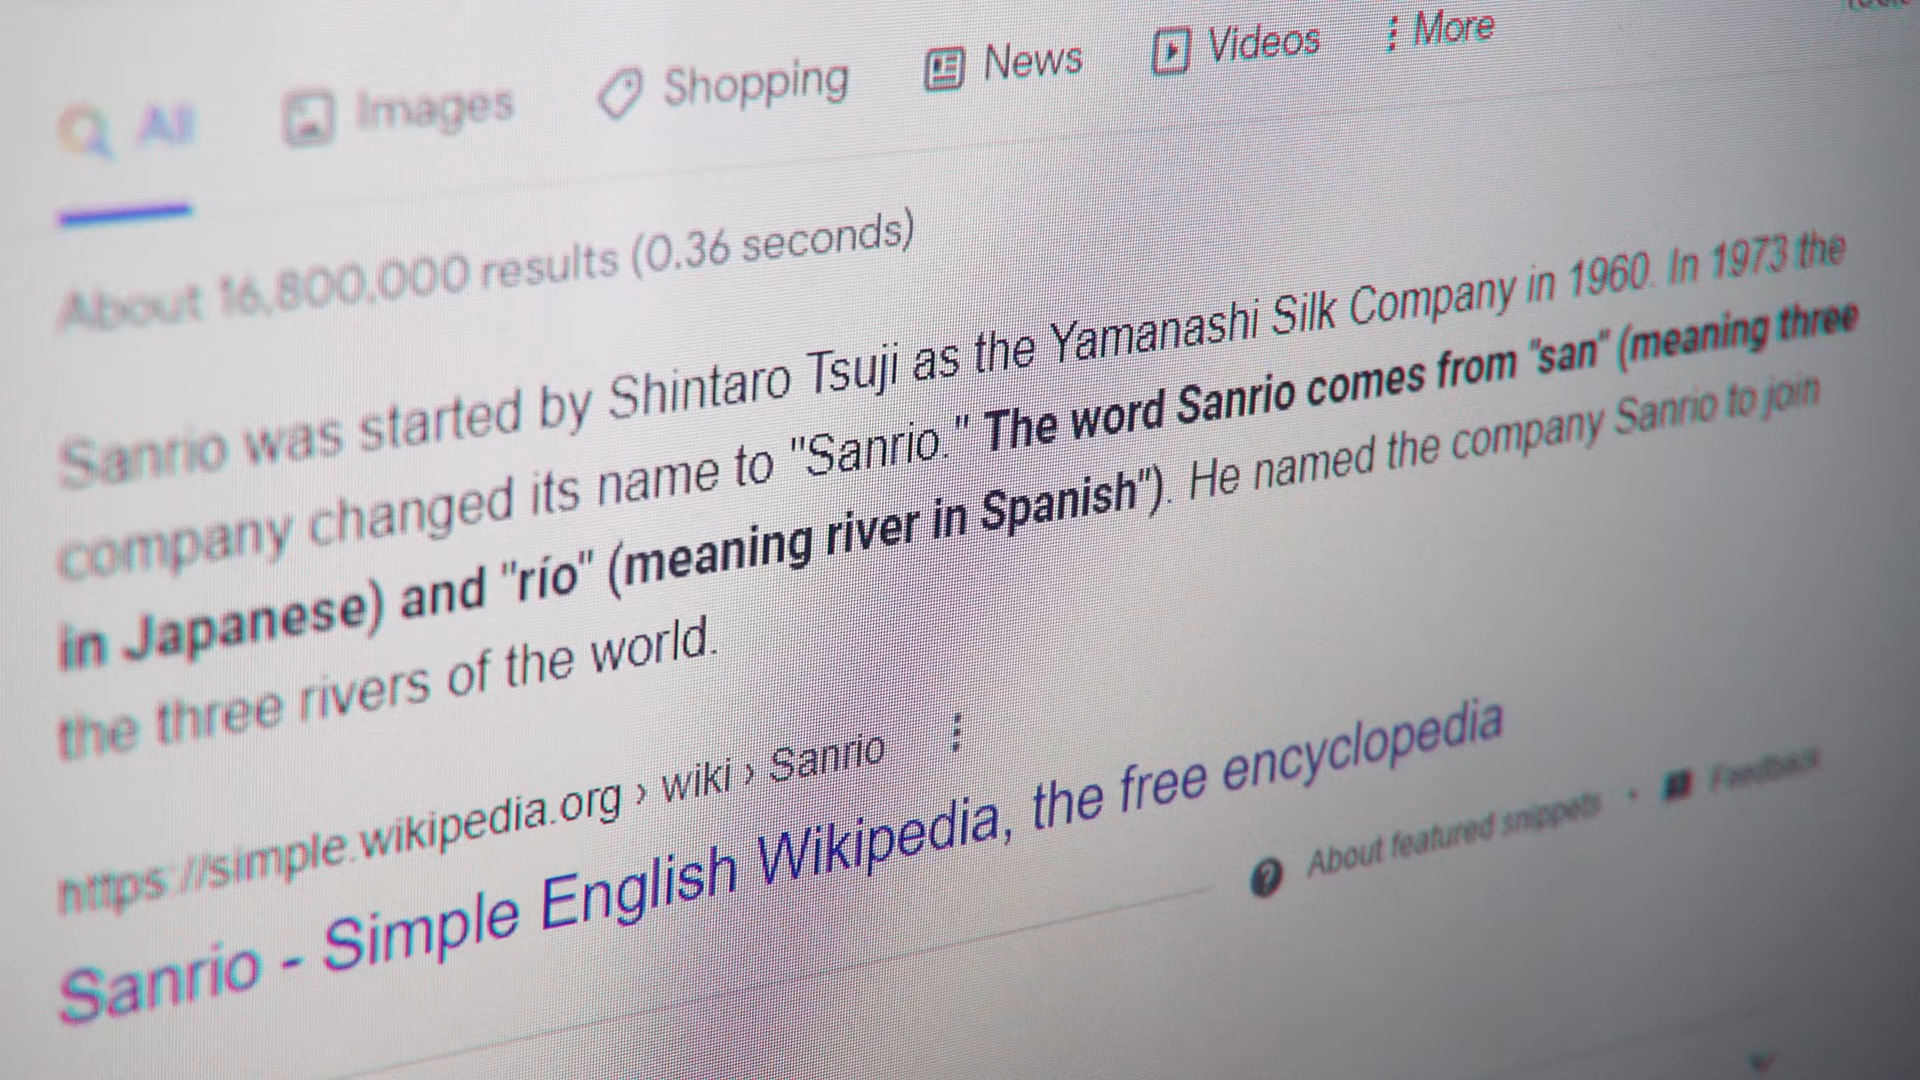 All Images Shopping News Videos More
About 16,800,000 results (0.36 seconds)
Sanrio was started by Shintaro Tsuji as the Yamanashi Silk Company in 1960. In 1973 the
company changed its name to "Sanrio." The word Sanrio comes from "san" (meaning three
in Japanese) and "río" (meaning river in Spanish"). He named the company Sanrio to join
the three rivers of the world.
https://simple.wikipedia.org › wiki › Sanrio
Sanrio - Simple English Wikipedia, the free encyclopedia
About featured snippets • Feedback